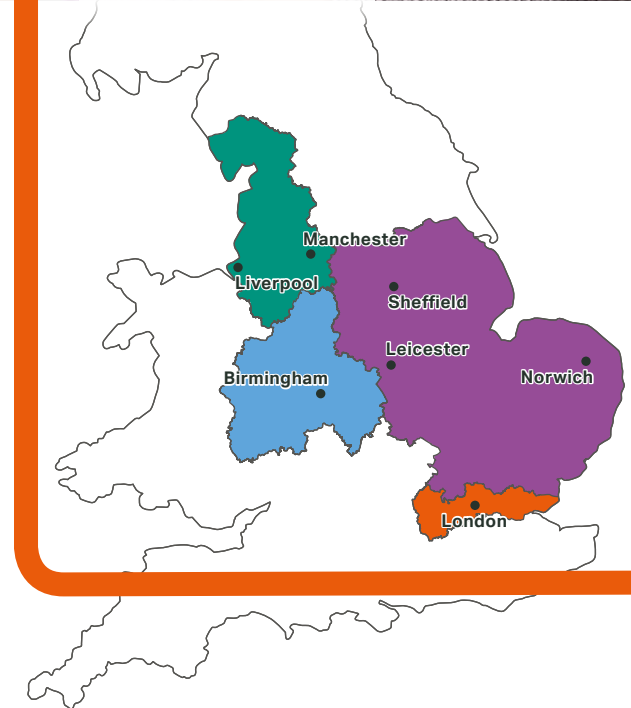 Manchester
Liverpool
Sheffield
Leicester
Birmingham
Norwich
London